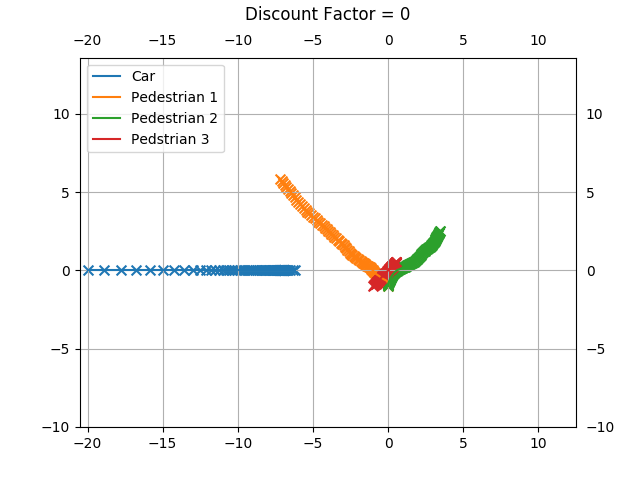 Discount Factor = 0
−20 −15 −10 −5 0 5 10
Car
Pedestrian 1
Pedestrian 2
Pedstrian 3
10 10
5 5
0 0
−5 −5
−10 −10
−20 −15 −10 −5 0 5 10